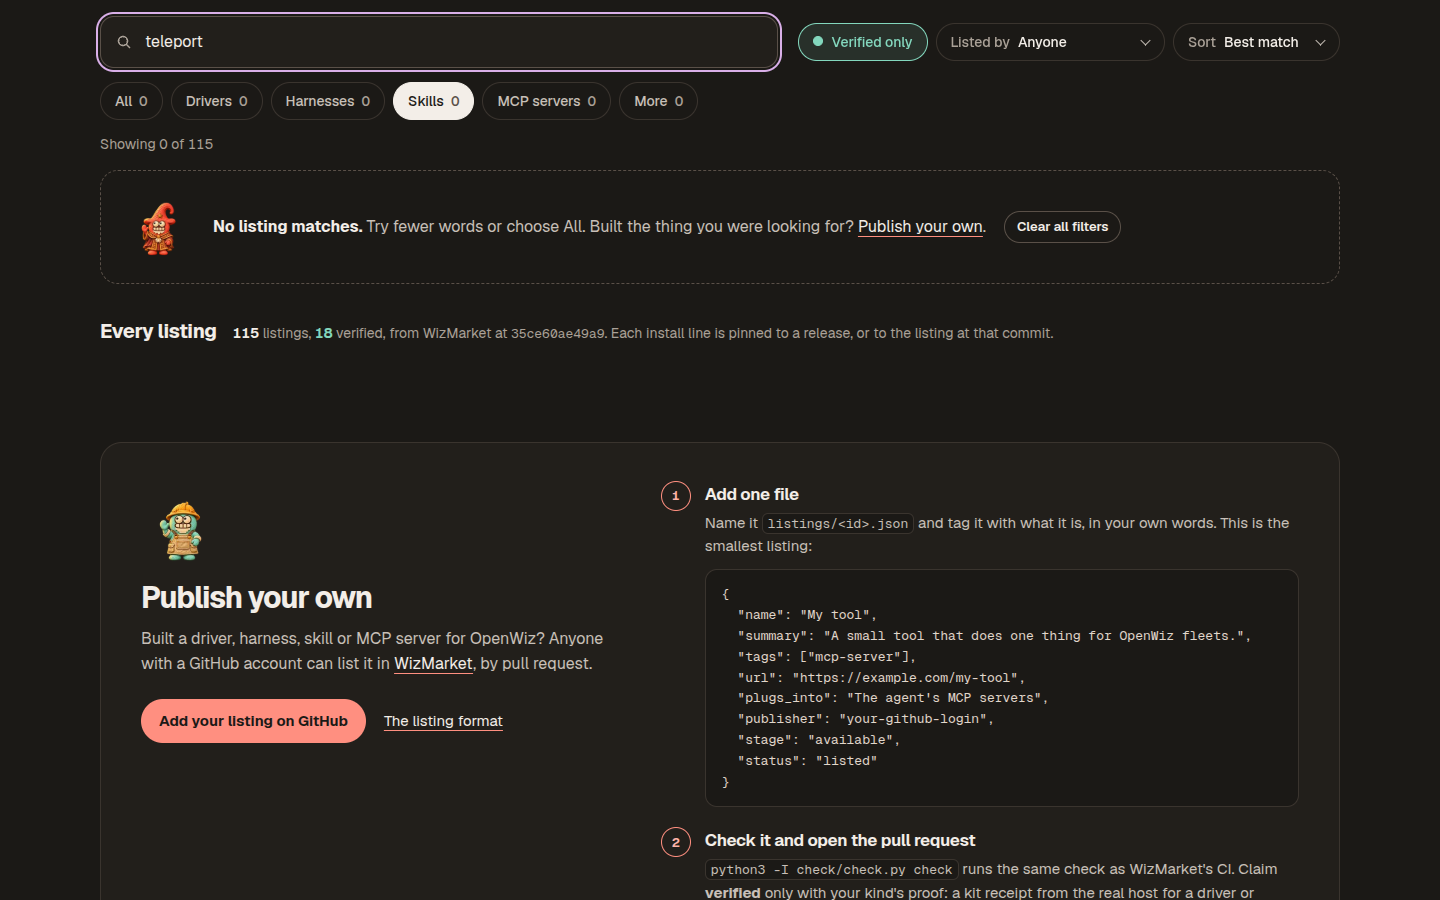 teleport
Verified only
Listed by Anyone
Sort Best match
All 0
Drivers 0
Harnesses 0
Skills 0
MCP servers 0
More 0
Showing 0 of 115
No listing matches. Try fewer words or choose All. Built the thing you were looking for? Publish your own.
Clear all filters
Every listing
115 listings, 18 verified, from WizMarket at 35ce60ae49a9. Each install line is pinned to a release, or to the listing at that commit.
Publish your own
Built a driver, harness, skill or MCP server for OpenWiz? Anyone
with a GitHub account can list it in WizMarket, by pull request.
Add your listing on GitHub
The listing format
1
Add one file
Name it listings/<id>.json and tag it with what it is, in your own words. This is the
smallest listing:
{
"name": "My tool",
"summary": "A small tool that does one thing for OpenWiz fleets.",
"tags": ["mcp-server"],
"url": "https://example.com/my-tool",
"plugs_into": "The agent's MCP servers",
"publisher": "your-github-login",
"stage": "available",
"status": "listed"
}
2
Check it and open the pull request
python3 -I check/check.py check runs the same check as WizMarket's CI. Claim
verified only with your kind's proof: a kit receipt from the real host for a driver or